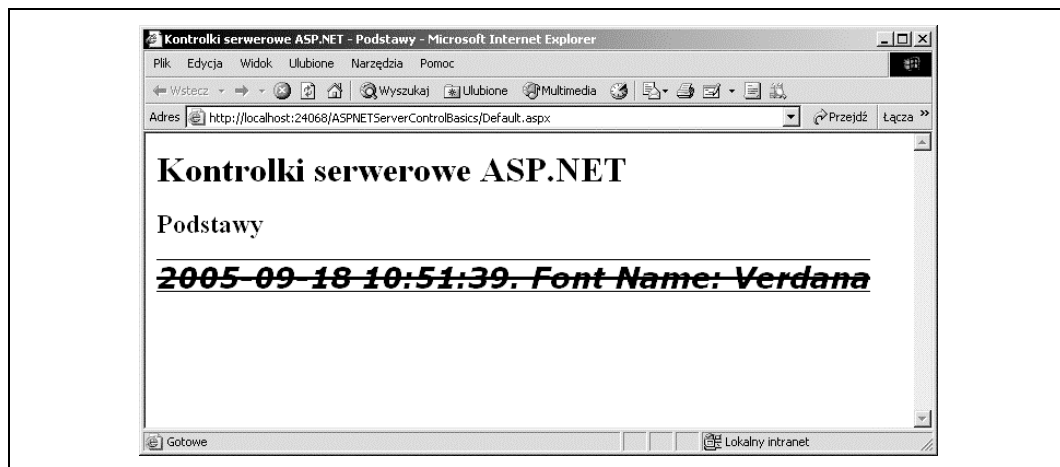 Kontrolki serwerowe ASP.NET - Podstawy - Microsoft Internet Explorer
Plik Edycja Widok Ulubione Narzędzia Pomoc
Wstecz Wyszukaj Ulubione Multimedia
Adres http://localhost:24068/ASPNETServerControlBasics/Default.aspx Przejdź Łącza »
Kontrolki serwerowe ASP.NET
Podstawy
2005-09-18 10:51:39. Font Name: Verdana
Gotowe Lokalny intranet